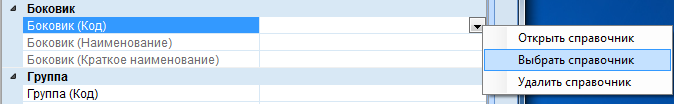 Боковик
Боковик (Код)
Боковик (Наименование)
Боковик (Краткое наименование)
Группа
Группа (Код)
Открыть справочник
Выбрать справочник
Удалить справочник